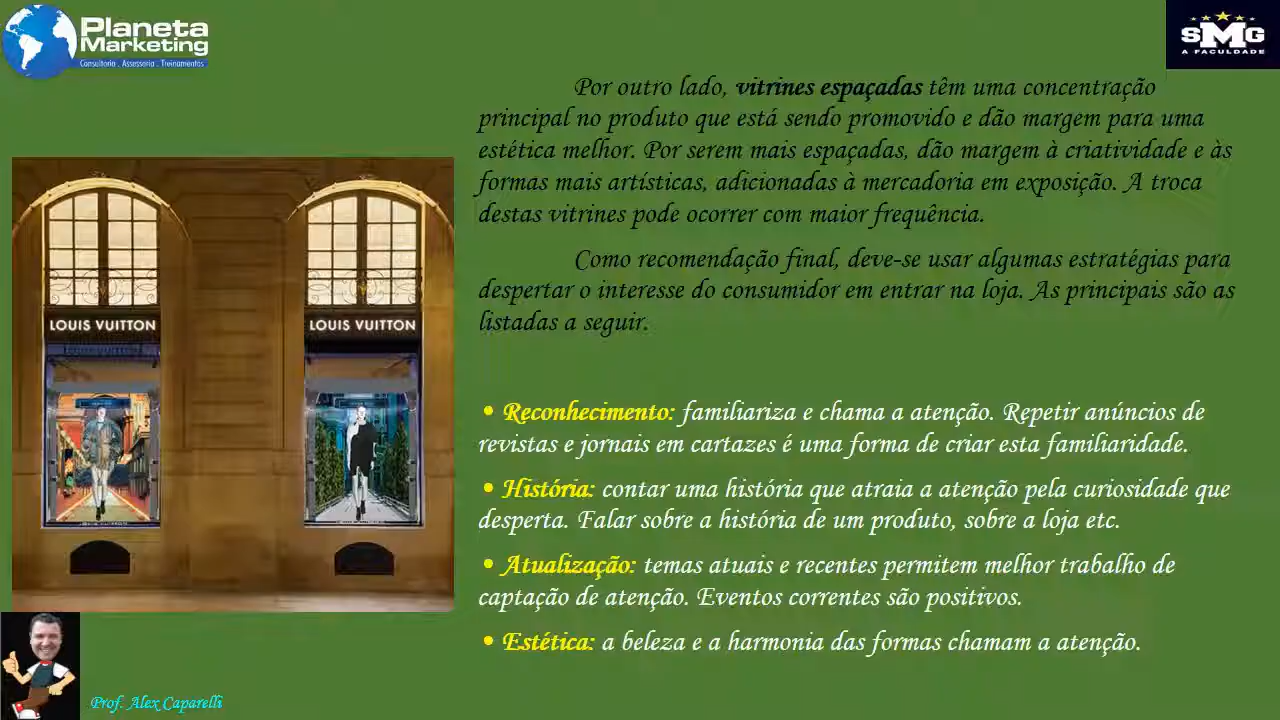 Planeta
Marketing
Consultoria . Assessoria . Treinamentos
SMG
A FACULDADE
Por outro lado, vitrines espaçadas têm uma concentração
principal no produto que está sendo promovido e dão margem para uma
estética melhor. Por serem mais espaçadas, dão margem à criatividade e às
formas mais artísticas, adicionadas à mercadoria em exposição. A troca
destas vitrines pode ocorrer com maior frequência.
Como recomendação final, deve-se usar algumas estratégias para
despertar o interesse do consumidor em entrar na loja. As principais são as
listadas a seguir.
LOUIS VUITTON
LOUIS VUITTON
• Reconhecimento: familiariza e chama a atenção. Repetir anúncios de
revistas e jornais em cartazes é uma forma de criar esta familiaridade.
• História: contar uma história que atraia a atenção pela curiosidade que
desperta. Falar sobre a história de um produto, sobre a loja etc.
• Atualização: temas atuais e recentes permitem melhor trabalho de
captação de atenção. Eventos correntes são positivos.
• Estética: a beleza e a harmonia das formas chamam a atenção.
Prof. Alex Caparelli